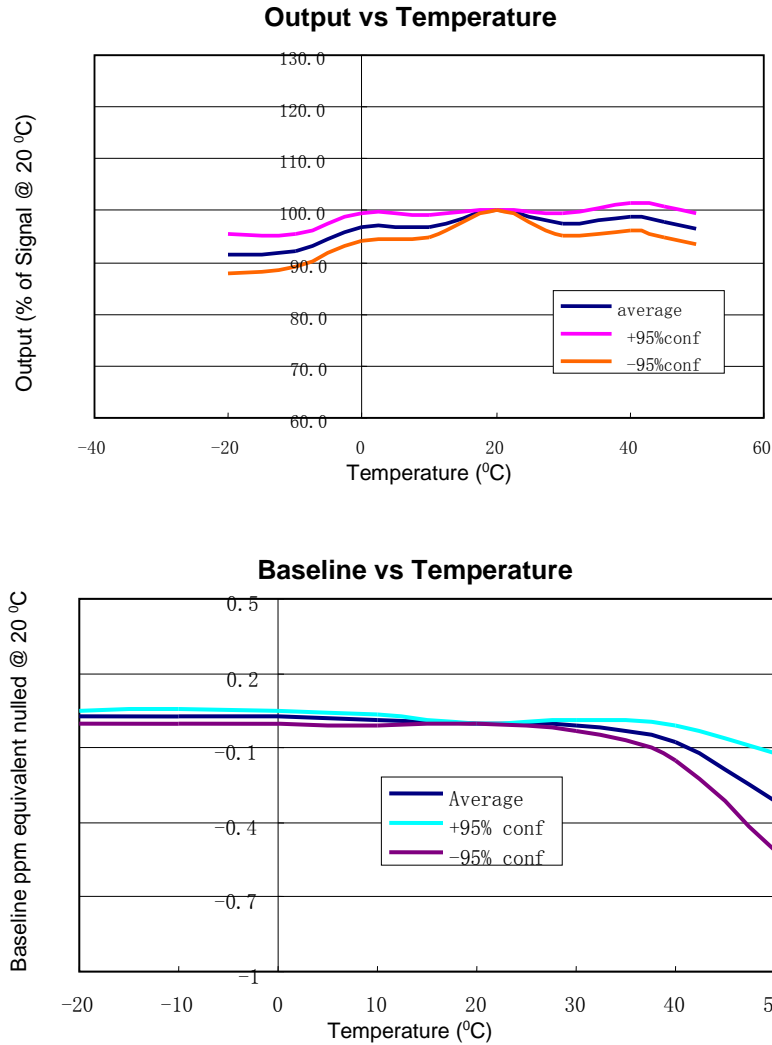 Output vs Temperature
Output (% of Signal @ 20 ⁰C)
130.0
120.0
110.0
100.0
90.0
80.0
70.0
60.0
average
+95%conf
-95%conf
-40 -20 0 20 40 60
Temperature (⁰C)
Baseline vs Temperature
Baseline ppm equivalent nulled @ 20 ⁰C
0.5
0.2
-0.1
-0.4
-0.7
-1
Average
+95% conf
-95% conf
-20 -10 0 10 20 30 40
Temperature (⁰C)